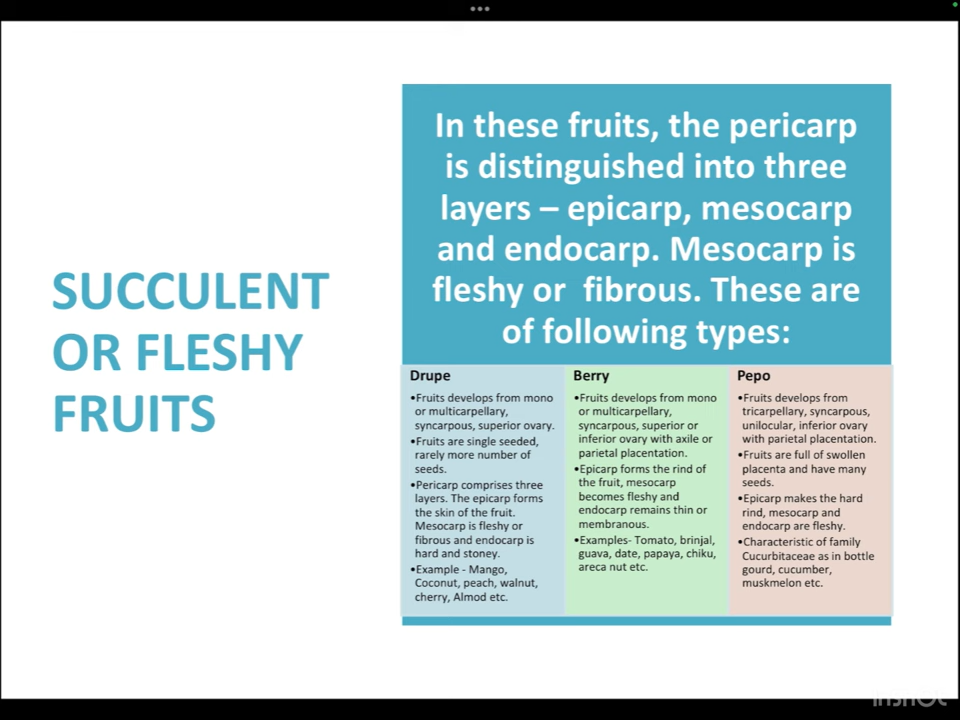 SUCCULENT
OR FLESHY
FRUITS
In these fruits, the pericarp
is distinguished into three
layers – epicarp, mesocarp
and endocarp. Mesocarp is
fleshy or fibrous. These are
of following types:
Drupe
•Fruits develops from mono
or multicarpellary,
syncarpous, superior ovary.
•Fruits are single seeded,
rarely more number of
seeds.
•Pericarp comprises three
layers. The epicarp forms
the skin of the fruit.
Mesocarp is fleshy or
fibrous and endocarp is
hard and stoney.
•Example - Mango,
Coconut, peach, walnut,
cherry, Almod etc.
Berry
•Fruits develops from mono
or multicarpellary,
syncarpous, superior or
inferior ovary with axile or
parietal placentation.
•Epicarp forms the rind of
the fruit, mesocarp
becomes fleshy and
endocarp remains thin or
membranous.
•Examples- Tomato, brinjal,
guava, date, papaya, chiku,
areca nut etc.
Pepo
•Fruits develops from
tricarpellary, syncarpous,
unilocular, inferior ovary
with parietal placentation.
•Fruits are full of swollen
placenta and have many
seeds.
•Epicarp makes the hard
rind, mesocarp and
endocarp are fleshy.
•Characteristic of family
Cucurbitaceae as in bottle
gourd, cucumber,
muskmelon etc.
InShOt